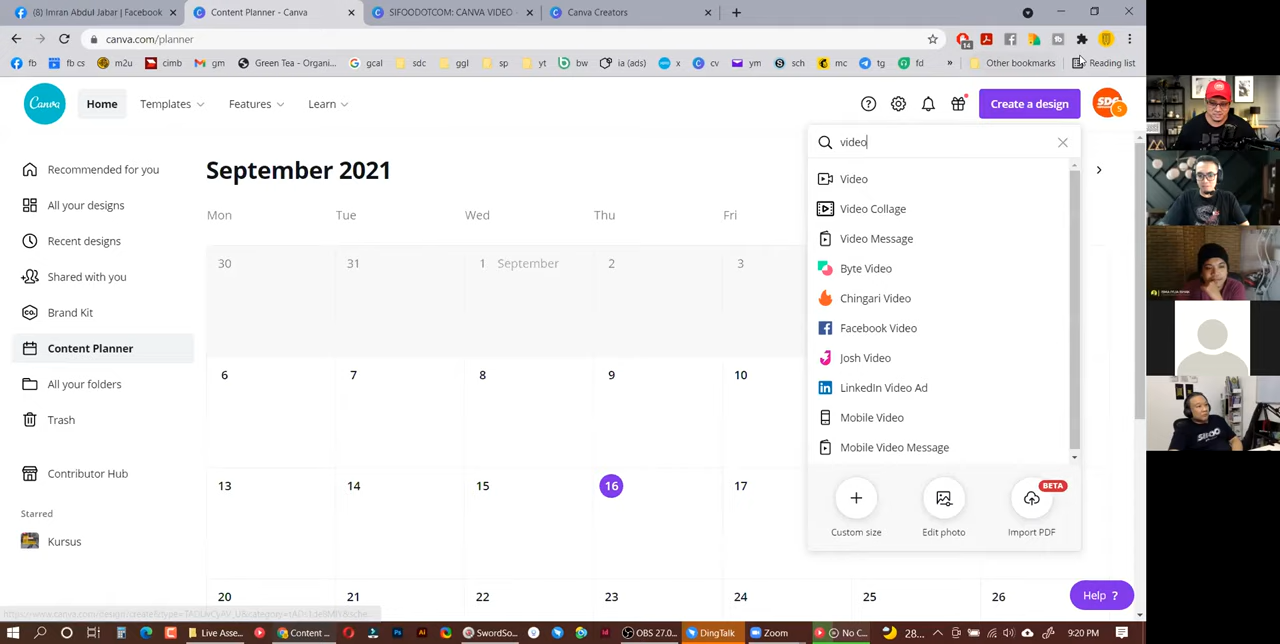 (8) Imran Abdul Jabar | Facebook
Content Planner - Canva
SIFOODOTCOM: CANVA VIDEO
Canva Creators
canva.com/planner
14
fb
fb cs
m2u
cimb
gm
Green Tea - Organi...
gcal
sdc
ggl
sp
yt
bw
ia (ads)
x
cv
ym
sch
mc
tg
fd
»
Other bookmarks
Reading list
Canva
Home
Templates
Features
Learn
Create a design
SDC
S
video
Recommended for you
All your designs
Recent designs
Shared with you
Brand Kit
Content Planner
All your folders
Trash
Contributor Hub
Starred
Kursus
September 2021
Mon
Tue
Wed
Thu
Fri
30
31
1 September
2
3
6
7
8
9
10
13
14
15
16
17
20
21
22
23
24
25
26
Video
Video Collage
Video Message
Byte Video
Chingari Video
Facebook Video
Josh Video
LinkedIn Video Ad
Mobile Video
Mobile Video Message
Custom size
Edit photo
BETA
Import PDF
Help ?
Live Asse...
Content ...
SwordSo...
OBS 27.0...
DingTalk
Zoom
No C...
28...
9:20 PM
SIFOO